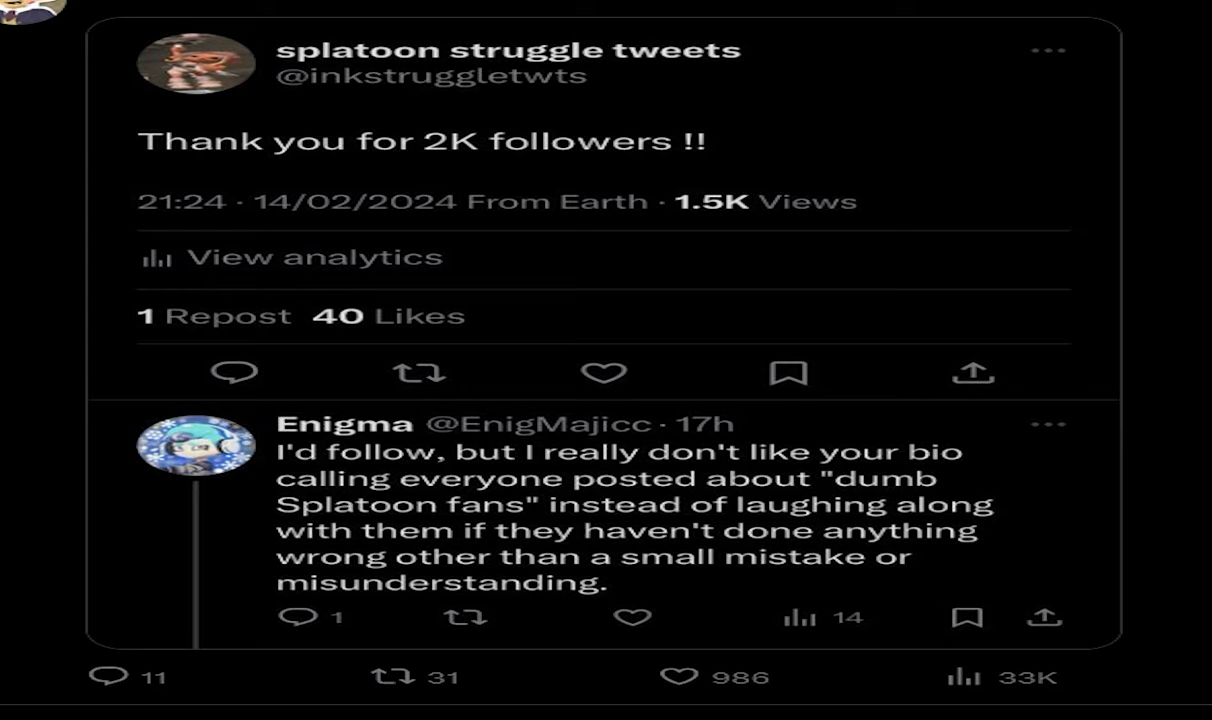 splatoon struggle tweets
@inkstruggletwts
Thank you for 2K followers !!
21:24 · 14/02/2024 From Earth · 1.5K Views
View analytics
1 Repost 40 Likes
Enigma @EnigMajicc · 17h
I'd follow, but I really don't like your bio
calling everyone posted about "dumb
Splatoon fans" instead of laughing along
with them if they haven't done anything
wrong other than a small mistake or
misunderstanding.
1 14
11 31 986 33K